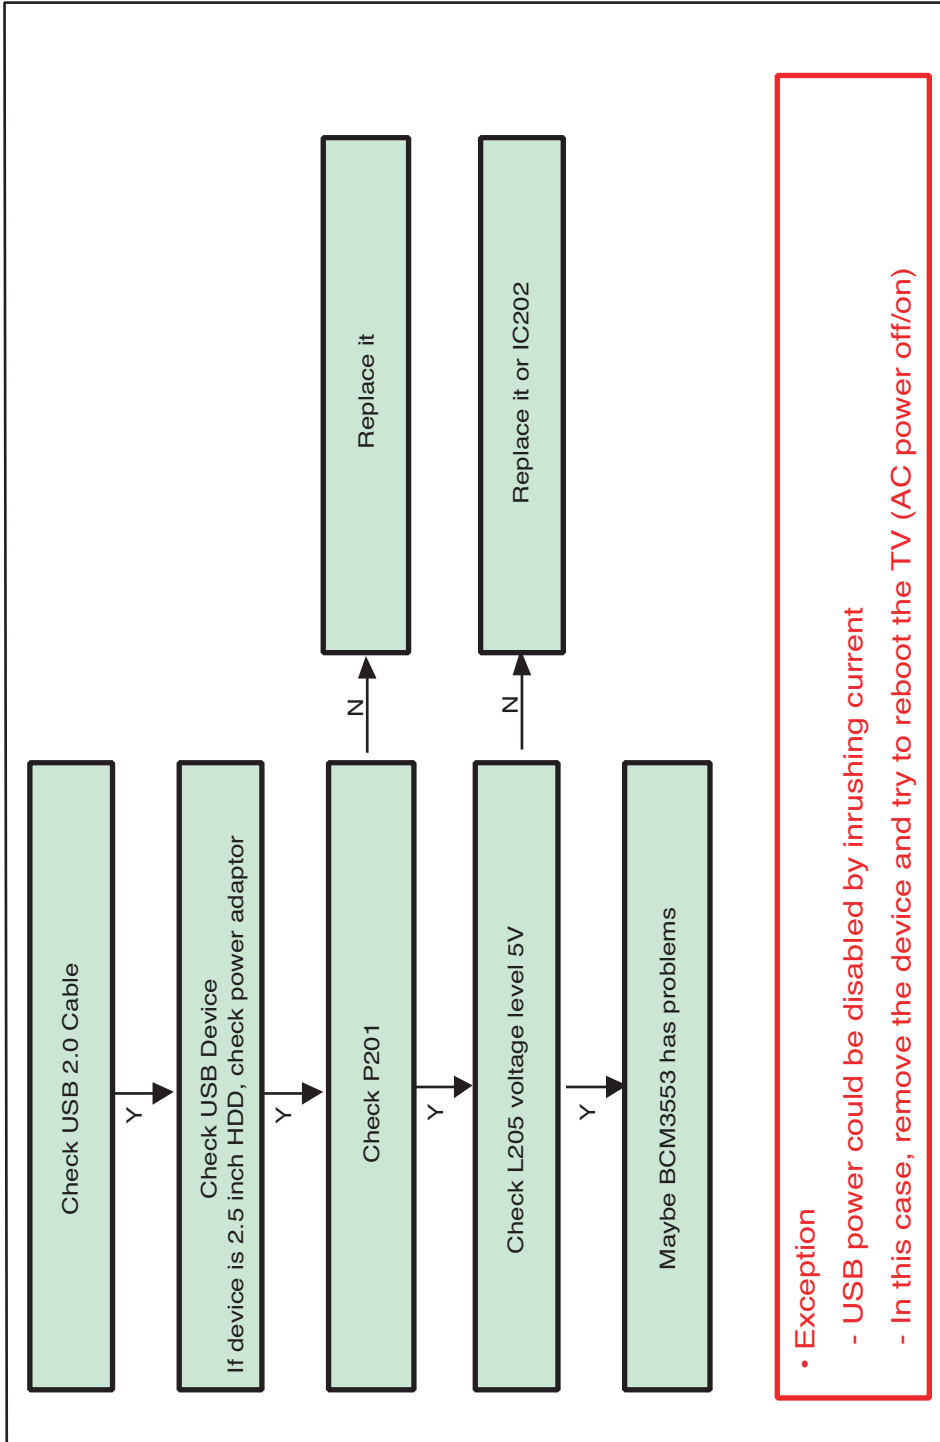 Check USB 2.0 Cable
Y
Check USB Device
If device is 2.5 inch HDD, check power adaptor
Y
Check P201
N
Replace it
Y
Check L205 voltage level 5V
N
Replace it or IC202
Y
Maybe BCM3553 has problems
• Exception
- USB power could be disabled by inrushing current
- In this case, remove the device and try to reboot the TV (AC power off/on)